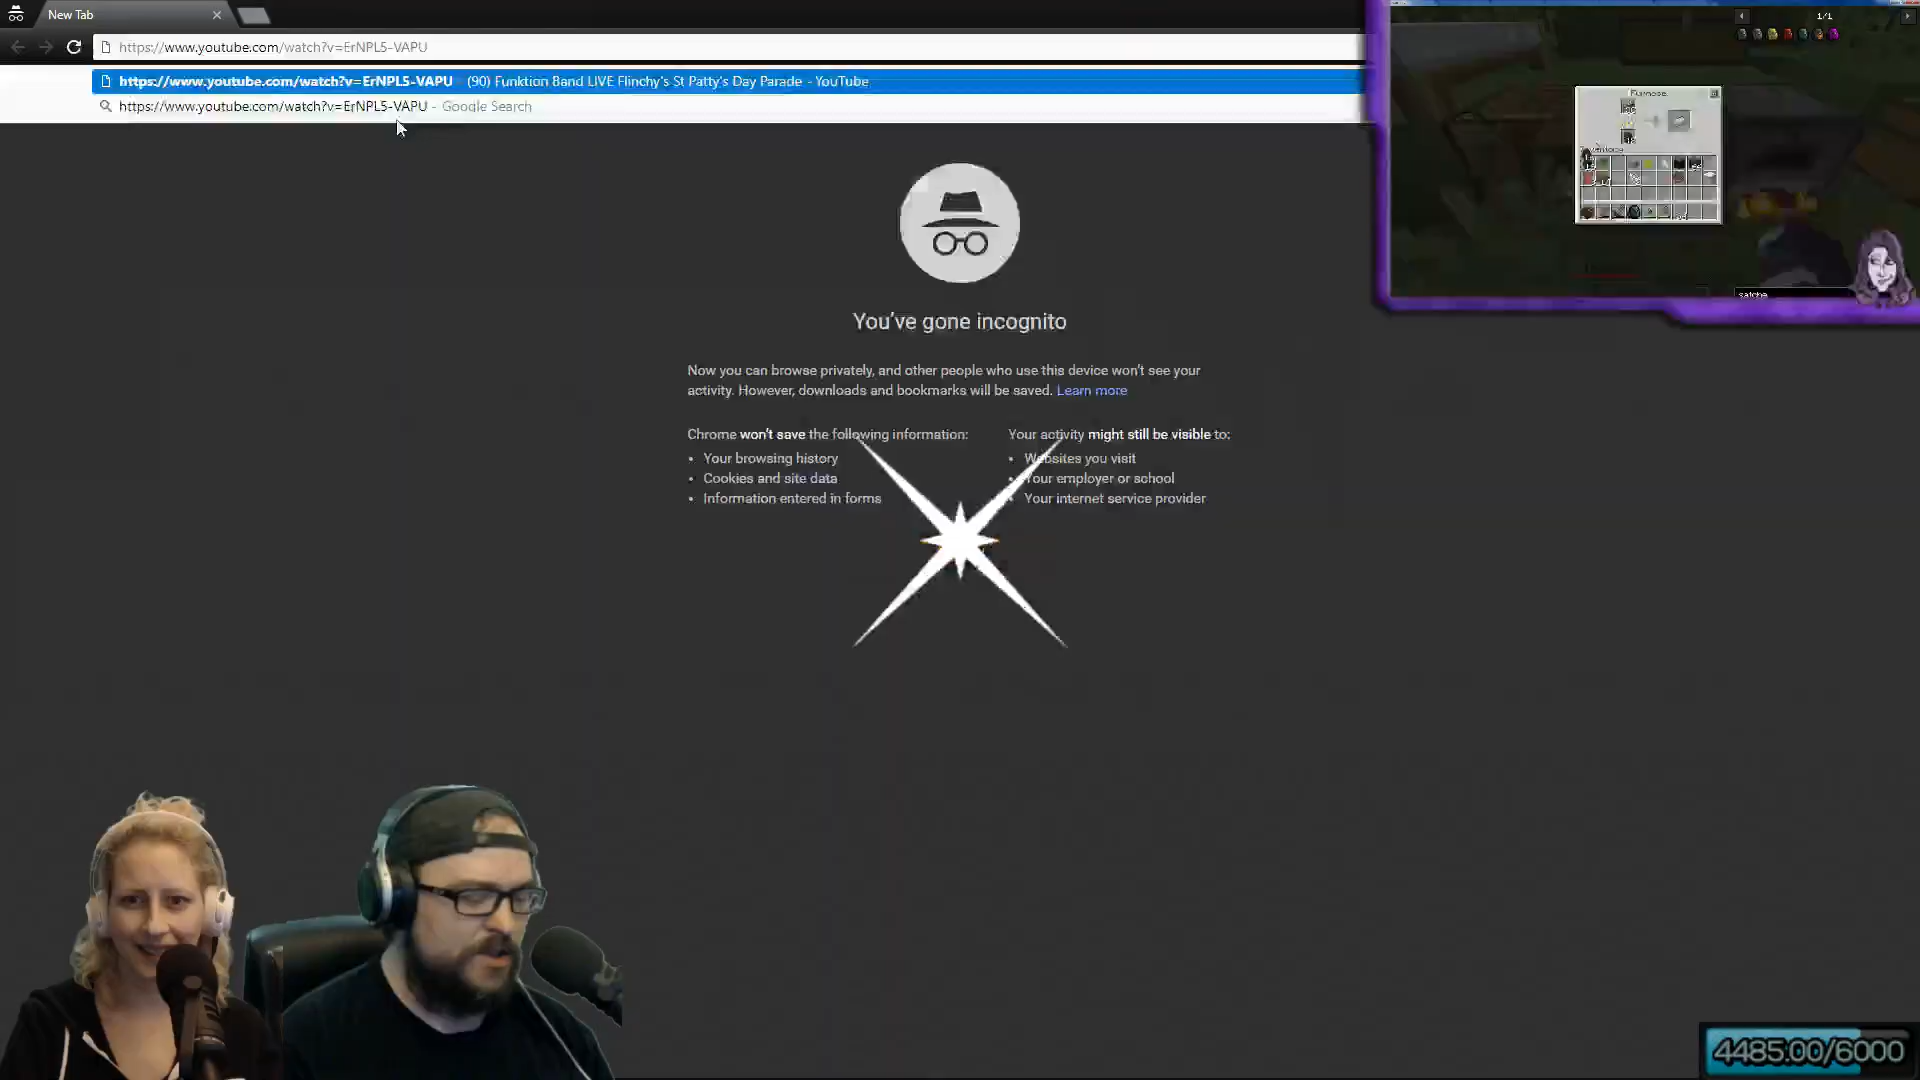 New Tab
https://www.youtube.com/watch?v=ErNPL5-VAPU
https://www.youtube.com/watch?v=ErNPL5-VAPU (90) Funktion Band LIVE Flinchy's St Patty's Day Parade - YouTube
https://www.youtube.com/watch?v=ErNPL5-VAPU - Google Search
1/1
Furnace
Inventory
satche
You've gone incognito
Now you can browse privately, and other people who use this device won't see your
activity. However, downloads and bookmarks will be saved. Learn more
Chrome won't save the following information:
• Your browsing history
• Cookies and site data
• Information entered in forms
Your activity might still be visible to:
• Websites you visit
• Your employer or school
• Your internet service provider
4485.00/6000